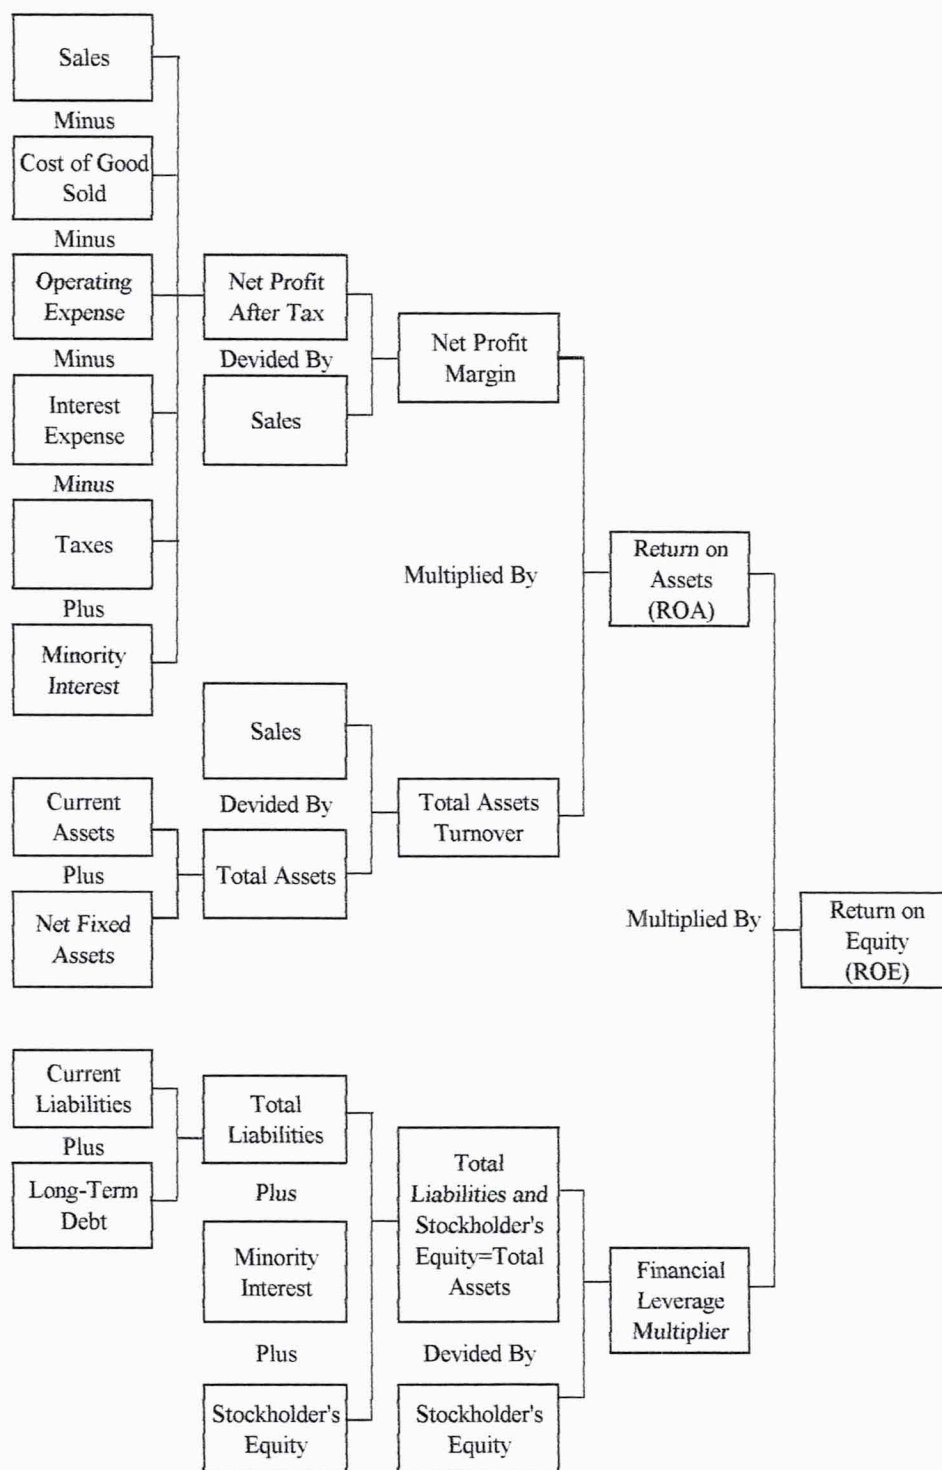 Sales
Minus
Cost of Good
Sold
Minus
Operating
Expense
Minus
Interest
Expense
Minus
Taxes
Plus
Minority
Interest
Net Profit
After Tax
Devided By
Sales
Net Profit
Margin
Multiplied By
Return on
Assets
(ROA)
Sales
Devided By
Total Assets
Total Assets
Turnover
Current
Assets
Plus
Net Fixed
Assets
Multiplied By
Return on
Equity
(ROE)
Current
Liabilities
Plus
Long-Term
Debt
Total
Liabilities
Plus
Minority
Interest
Plus
Stockholder's
Equity
Total
Liabilities and
Stockholder's
Equity=Total
Assets
Devided By
Stockholder's
Equity
Financial
Leverage
Multiplier